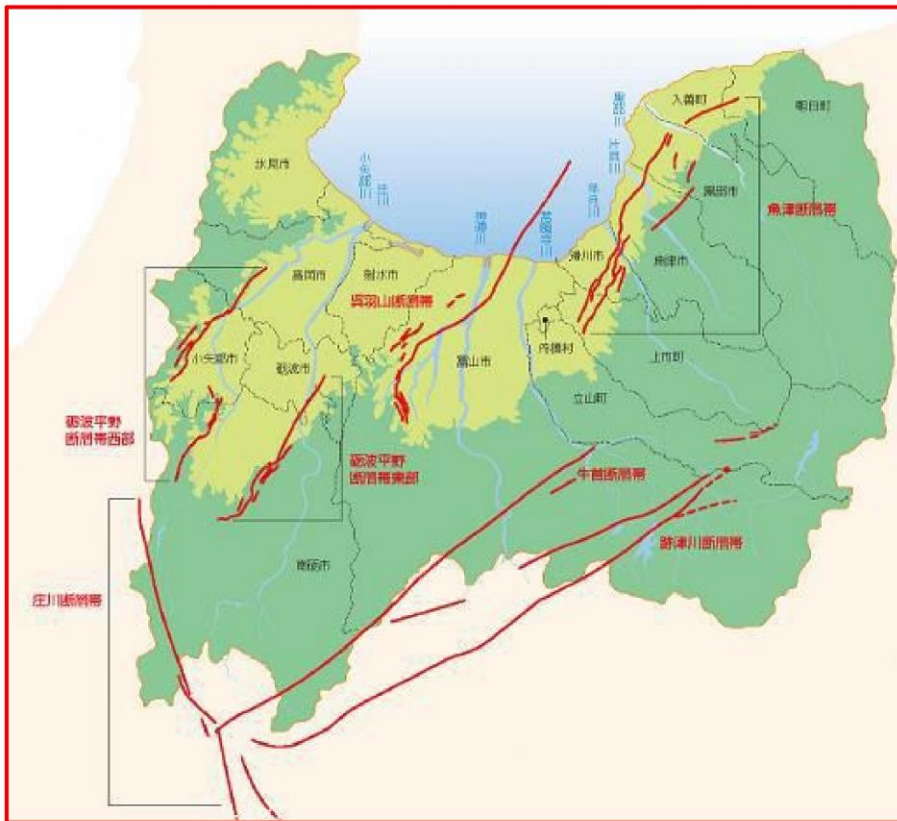 入善町
朝日町
黒部川
片貝川
氷見市
小矢部川
庄川
早月川
黒部市
神通川
常願寺川
魚津断層帯
滑川市
魚津市
高岡市
射水市
呉羽山断層帯
舟橋村
小矢部市
砺波市
富山市
上市町
立山町
砺波平野
断層帯西部
砺波平野
断層帯東部
牛首断層帯
跡津川断層帯
南砺市
庄川断層帯